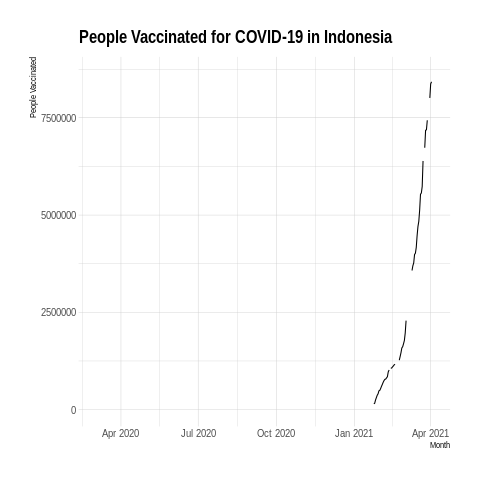 People Vaccinated for COVID-19 in Indonesia
People Vaccinated
7500000
5000000
2500000
0
Apr 2020 Jul 2020 Oct 2020 Jan 2021 Apr 2021
Month